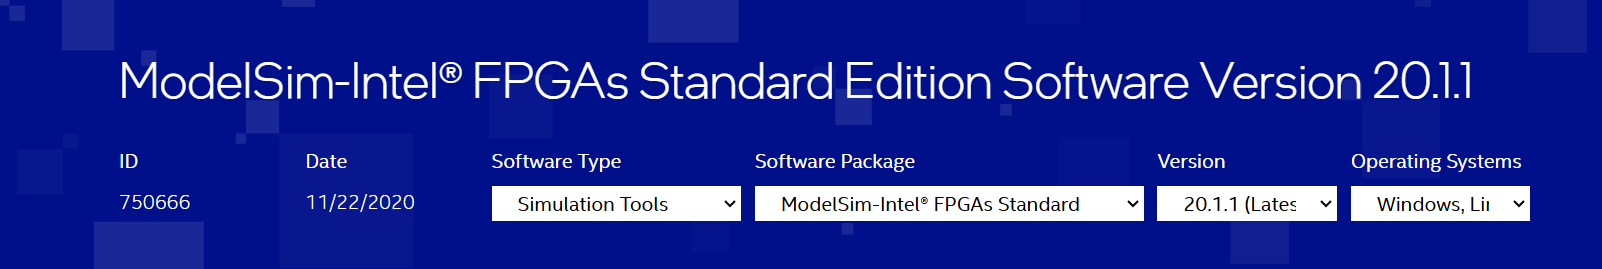 ModelSim-Intel® FPGAs Standard Edition Software Version 20.1.1
ID Date Software Type Software Package Version Operating Systems
750666 11/22/2020 Simulation Tools ModelSim-Intel® FPGAs Standard 20.1.1 (Lates Windows, Lir